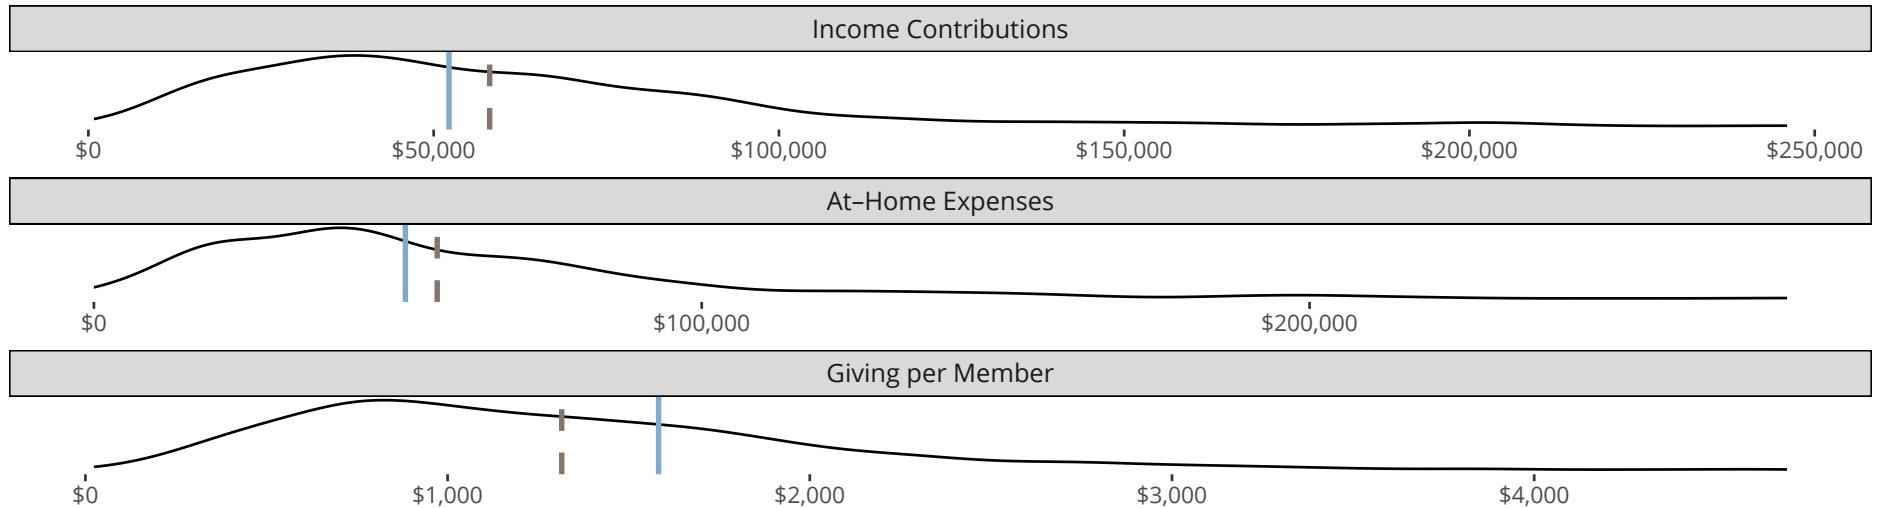 Income Contributions
$0 $50,000 $100,000 $150,000 $200,000 $250,000
At–Home Expenses
$0 $100,000 $200,000
Giving per Member
$0 $1,000 $2,000 $3,000 $4,000